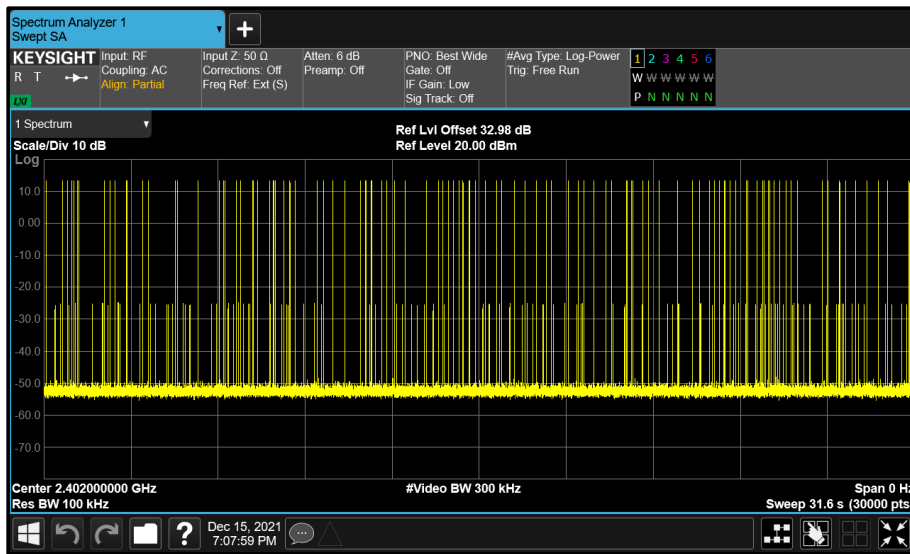 Spectrum Analyzer 1
Swept SA
KEYSIGHT
R T
LXI
Input: RF
Coupling: AC
Align: Partial
Input Z: 50 Ω
Corrections: Off
Freq Ref: Ext (S)
Atten: 6 dB
Preamp: Off
PNO: Best Wide
Gate: Off
IF Gain: Low
Sig Track: Off
#Avg Type: Log-Power
Trig: Free Run
1 2 3 4 5 6
W W W W W W
P N N N N N
1 Spectrum
Scale/Div 10 dB
Ref Lvl Offset 32.98 dB
Ref Level 20.00 dBm
Log
10.0
0.00
-10.0
-20.0
-30.0
-40.0
-50.0
-60.0
-70.0
Center 2.402000000 GHz
#Video BW 300 kHz
Span 0 Hz
Res BW 100 kHz
Sweep 31.6 s (30000 pts
?
Dec 15, 2021
7:07:59 PM